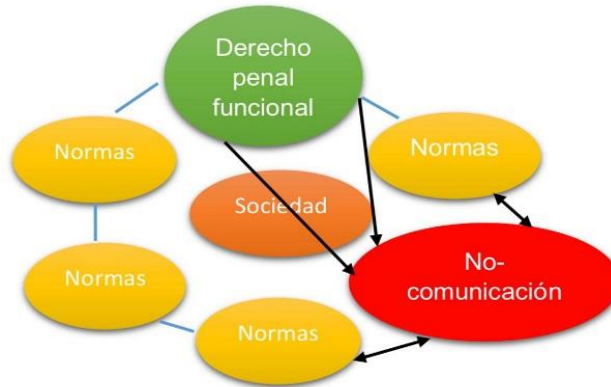 Derecho
penal
funcional
Normas
Normas
Sociedad
No-
comunicación
Normas
Normas